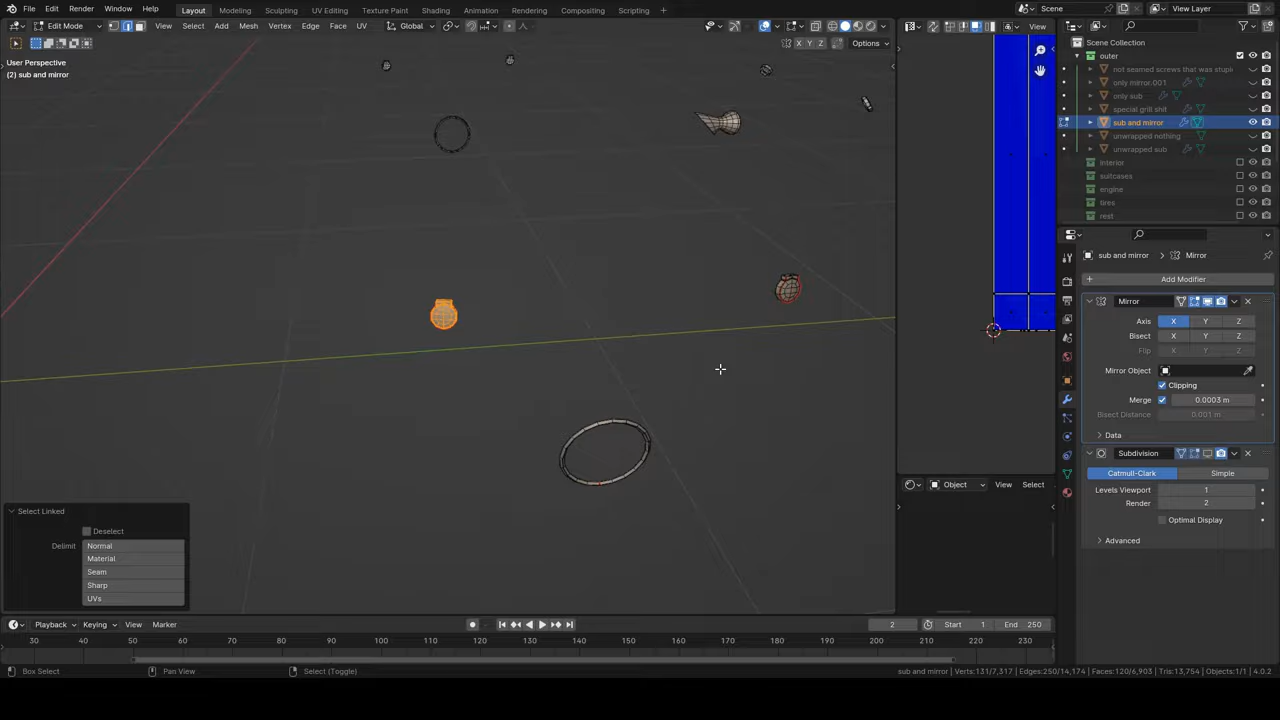 File Edit Render Window Help Layout Modeling Sculpting UV Editing Texture Paint Shading Animation Rendering Compositing Geometry Nodes Scripting + Scene View Layer
Edit Mode View Select Add Mesh Vertex Edge Face UV Global View
X Y Z Options
User Perspective
(2) sub and mirror
Scene Collection
outer
not seamed screws that was stupi
only mirror.001
only sub
special grill shit
sub and mirror
unwrapped nothing
unwrapped sub
interior
suitcases
engine
tires
rest
sub and mirror > Mirror
+ Add Modifier
Mirror
Axis X Y Z
Bisect X Y Z
Flip X Y Z
Mirror Object
Clipping
Merge 0.0003 m
Bisect Distance 0.001 m
Data
Subdivision
Catmull-Clark Simple
Levels Viewport 1
Render 2
Optimal Display
Advanced
Object View Select
Select Linked
Deselect
Delimit Normal
Material
Seam
Sharp
UVs
Playback Keying View Marker 2 Start 1 End 250
30 40 50 60 70 80 90 100 110 120 130 140 150 160 170 180 190 200 210 220 230 240 250
Box Select Pan View Select (Toggle) sub and mirror | Verts:131/7,317 | Edges:250/14,174 | Faces:120/6,903 | Tris:13,754 | Objects:1/1 | 4.0.2